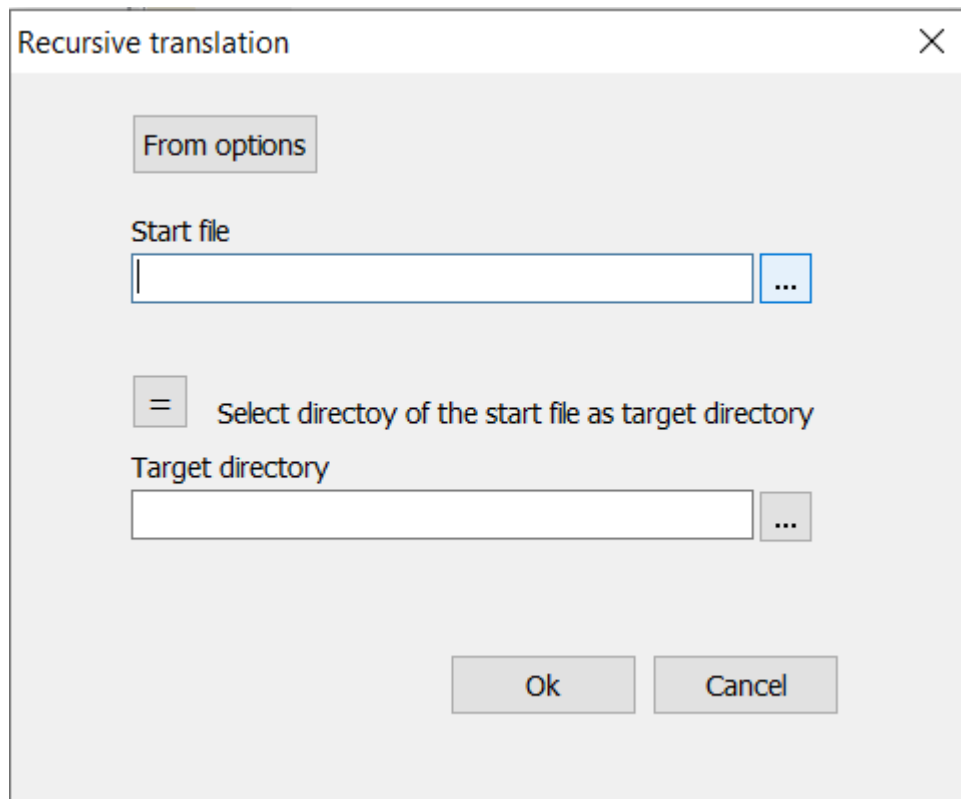 Recursive translation
From options
Start file
...
= Select directoy of the start file as target directory
Target directory
...
Ok Cancel